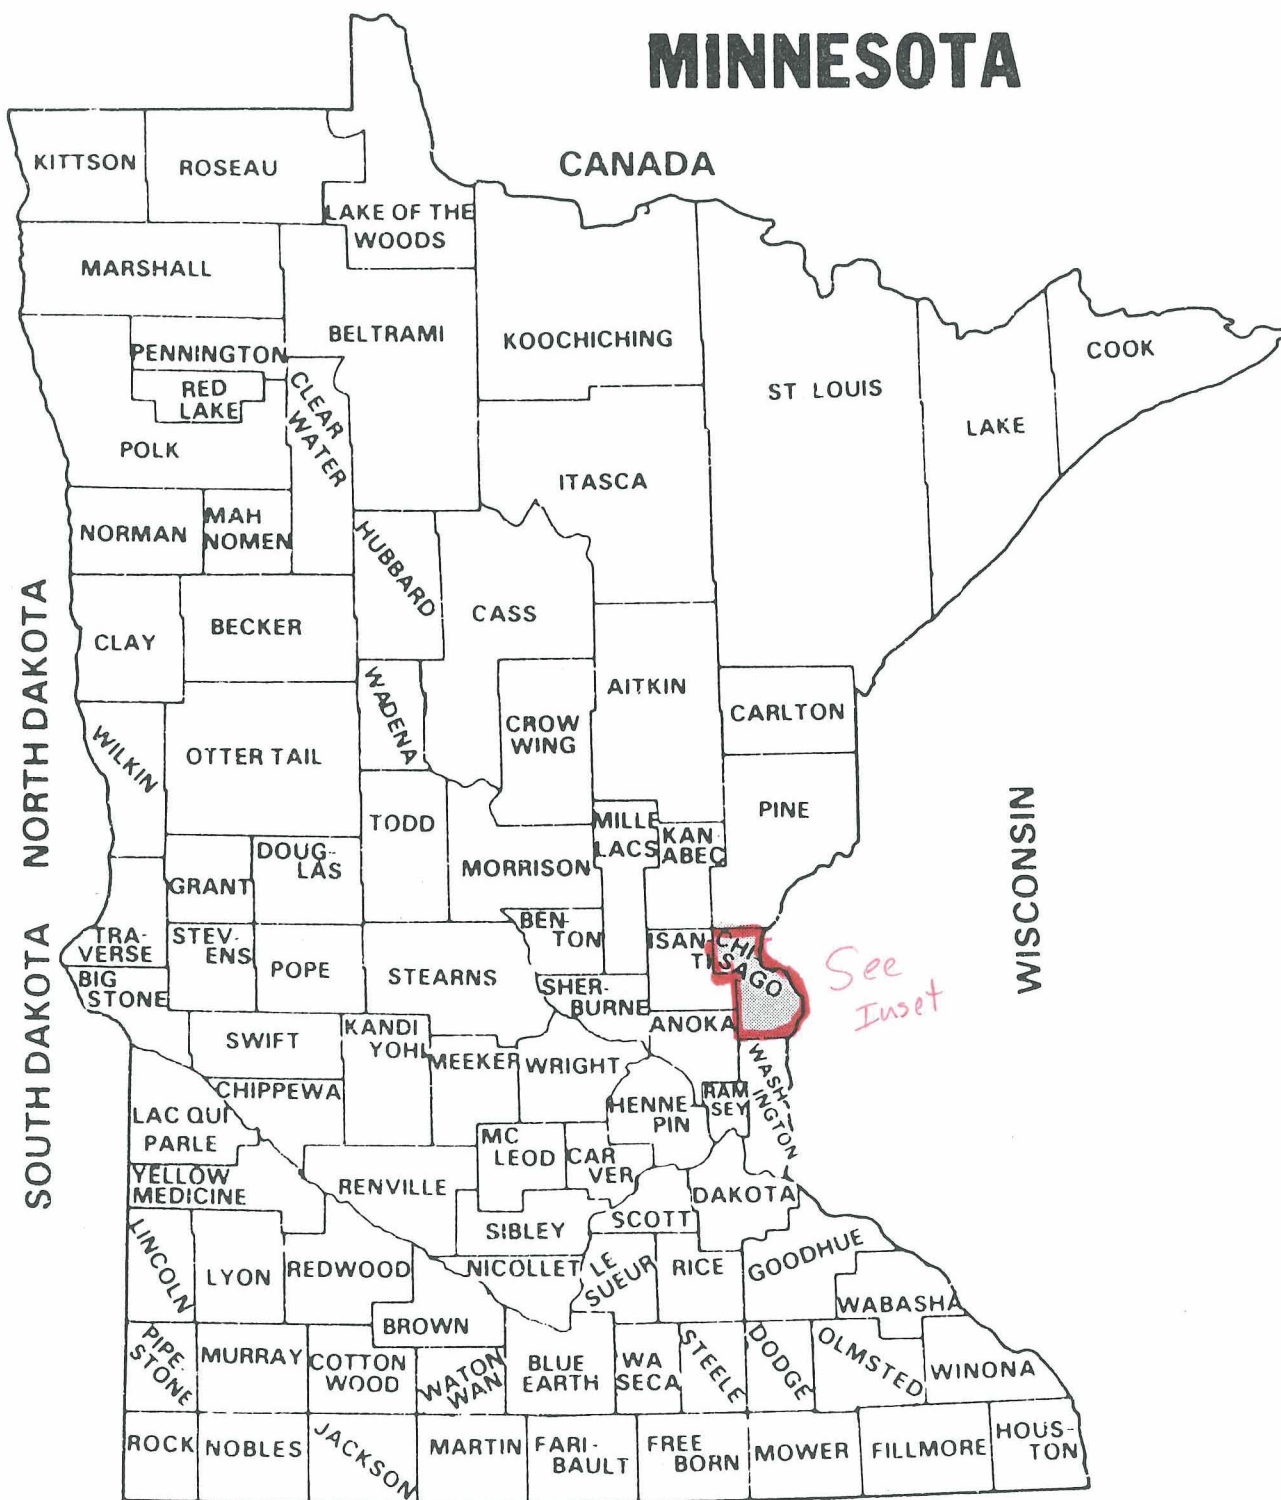 MINNESOTA
CANADA
KITTSON
ROSEAU
LAKE OF THE
WOODS
MARSHALL
BELTRAMI
KOOCHICHING
ST LOUIS
LAKE
COOK
PENNINGTON
RED
LAKE
CLEAR
WATER
POLK
ITASCA
NORMAN
MAH
NOMEN
HUBBARD
CASS
CLAY
BECKER
NORTH DAKOTA
WADENA
CROW
WING
AITKIN
CARLTON
WILKIN
OTTER TAIL
TODD
MILLE
LACS
KAN
ABEC
PINE
WISCONSIN
GRANT
DOUG-
LAS
MORRISON
TRA-
VERSE
STEV-
ENS
POPE
STEARNS
BEN-
TON
ISAN-
TI
CHI
SAGO
See
Inset
BIG
STONE
SHER-
BURNE
ANOKA
SOUTH DAKOTA
SWIFT
KANDI
YOHI
MEEKER
WRIGHT
WASH-
INGTON
CHIPPEWA
HENNE
PIN
RAM
SEY
LAC QUI
PARLE
MC
LEOD
CAR
VER
YELLOW
MEDICINE
RENVILLE
DAKOTA
SIBLEY
SCOTT
LINCOLN
LYON
REDWOOD
NICOLLET
LE
SUEUR
RICE
GOODHUE
WABASHA
BROWN
PIPE-
STONE
MURRAY
COTTON
WOOD
WATON
WAN
BLUE
EARTH
WA
SECA
STEELE
DODGE
OLMSTED
WINONA
ROCK
NOBLES
JACKSON
MARTIN
FARI-
BAULT
FREE
BORN
MOWER
FILLMORE
HOUS-
TON